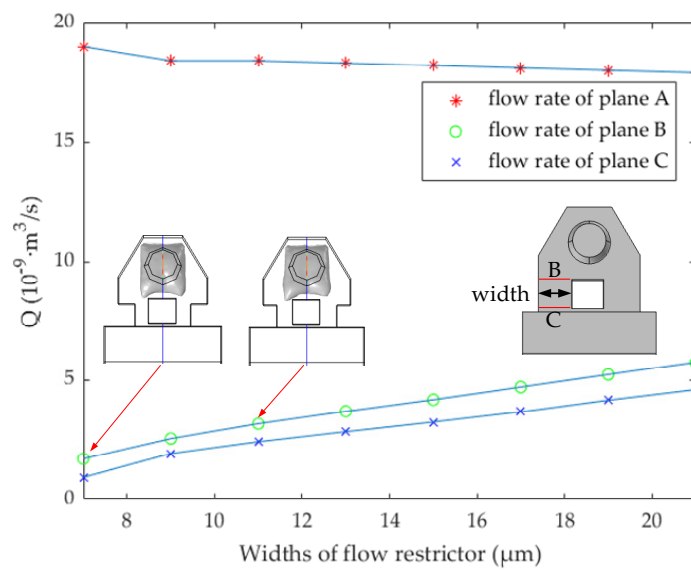 20
15
10
5
0
Q (10⁻⁹·m³/s)
flow rate of plane A
flow rate of plane B
flow rate of plane C
B
width
C
8 10 12 14 16 18 20
Widths of flow restrictor (μm)